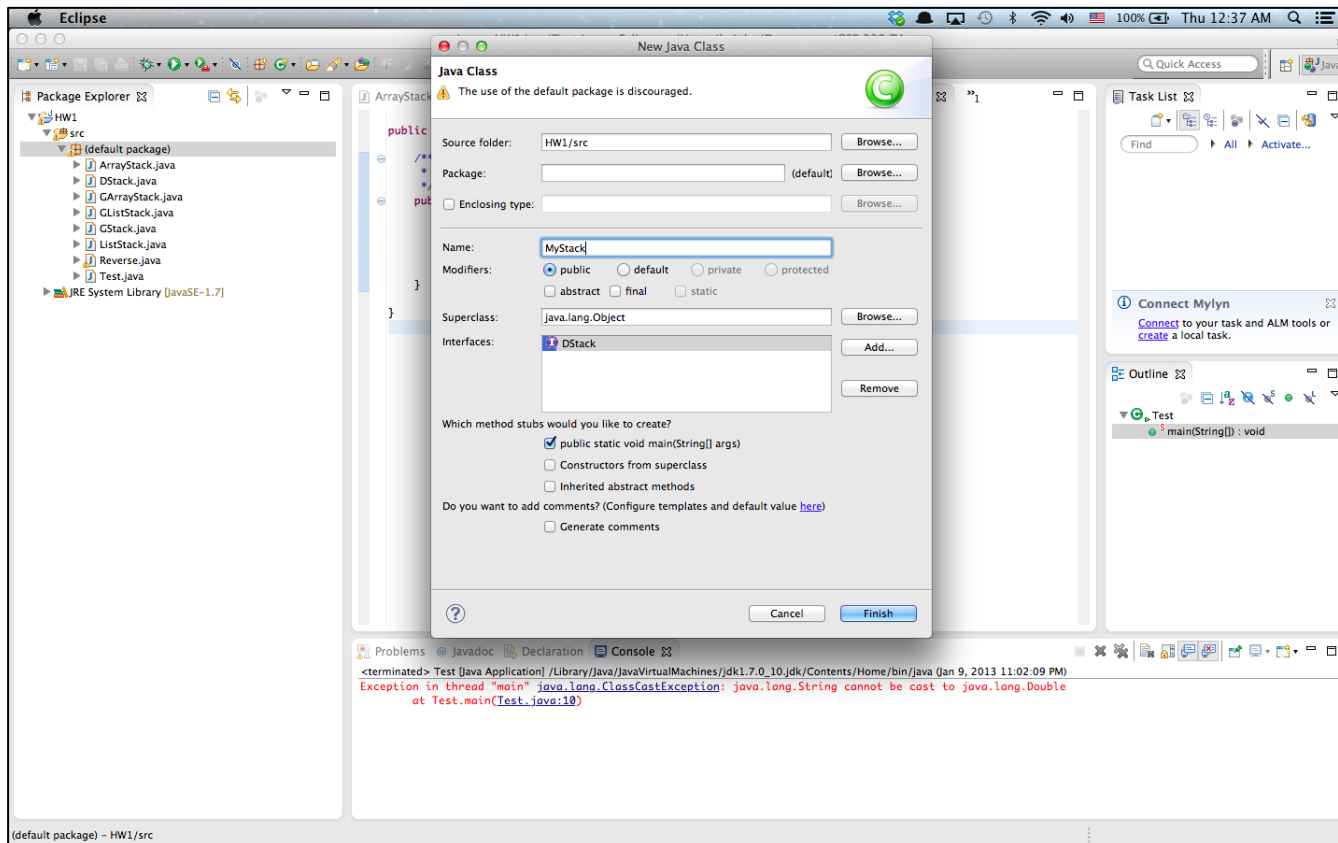 Eclipse
100%
Thu 12:37 AM
New Java Class
Quick Access
Java
Java Class
The use of the default package is discouraged.
Source folder:
HW1/src
Browse...
Package:
(default)
Browse...
Enclosing type:
Browse...
Name:
MyStack
Modifiers:
public
default
private
protected
abstract
final
static
Superclass:
java.lang.Object
Browse...
Interfaces:
DStack
Add...
Remove
Which method stubs would you like to create?
public static void main(String[] args)
Constructors from superclass
Inherited abstract methods
Do you want to add comments? (Configure templates and default value here)
Generate comments
Cancel
Finish
Package Explorer
HW1
src
(default package)
ArrayStack.java
DStack.java
GArrayStack.java
GListStack.java
GStack.java
ListStack.java
Reverse.java
Test.java
JRE System Library [JavaSE-1.7]
ArrayStack
»1
public
/**
*
*/
pub
}
}
Task List
Find
All
Activate...
Connect Mylyn
Connect to your task and ALM tools or
create a local task.
Outline
Test
main(String[]) : void
Problems
@ Javadoc
Declaration
Console
<terminated> Test [Java Application] /Library/Java/JavaVirtualMachines/jdk1.7.0_10.jdk/Contents/Home/bin/java (Jan 9, 2013 11:02:09 PM)
Exception in thread "main" java.lang.ClassCastException: java.lang.String cannot be cast to java.lang.Double
at Test.main(Test.java:10)
(default package) - HW1/src